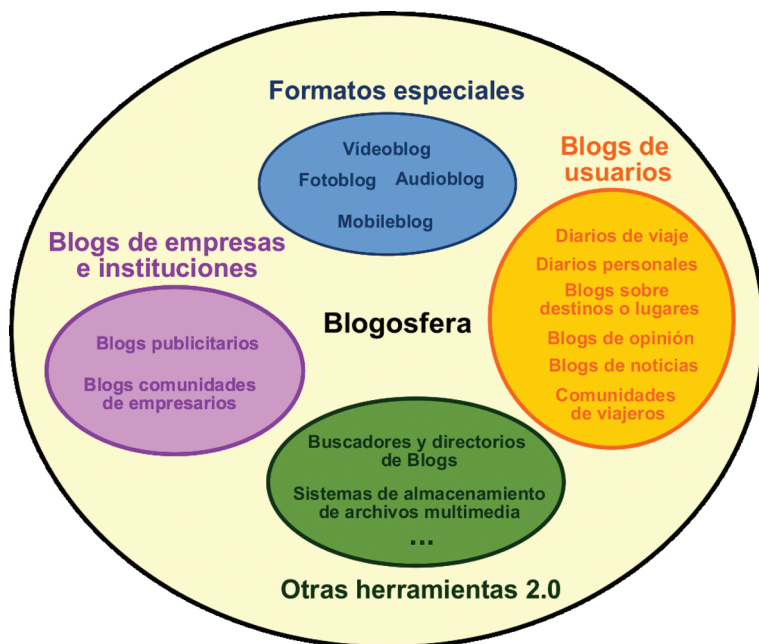 Formatos especiales
Vídeoblog
Fotoblog Audioblog
Mobileblog
Blogs de
usuarios
Diarios de viaje
Diarios personales
Blogs sobre
destinos o lugares
Blogs de opinión
Blogs de noticias
Comunidades
de viajeros
Blogs de empresas
e instituciones
Blogs publicitarios
Blogs comunidades
de empresarios
Blogosfera
Buscadores y directorios
de Blogs
Sistemas de almacenamiento
de archivos multimedia
...
Otras herramientas 2.0